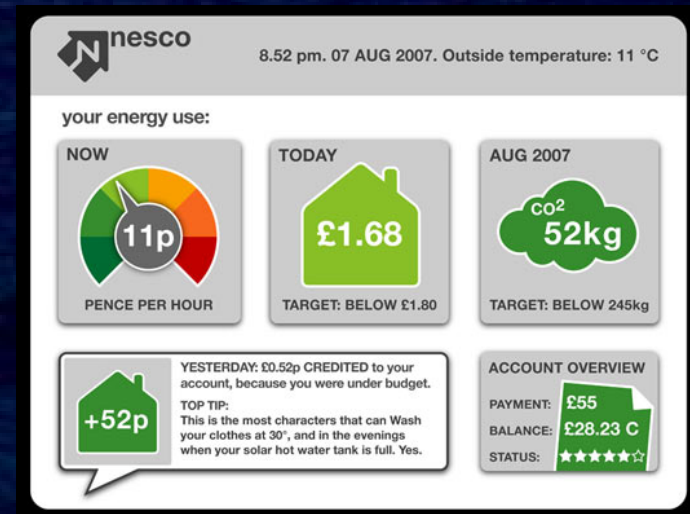 nesco
8.52 pm. 07 AUG 2007. Outside temperature: 11 °C
your energy use:
NOW
11p
PENCE PER HOUR
TODAY
£1.68
TARGET: BELOW £1.80
AUG 2007
CO²
52kg
TARGET: BELOW 245kg
+52p
YESTERDAY: £0.52p CREDITED to your
account, because you were under budget.
TOP TIP:
This is the most characters that can Wash
your clothes at 30°, and in the evenings
when your solar hot water tank is full. Yes.
ACCOUNT OVERVIEW
PAYMENT: £55
BALANCE: £28.23 C
STATUS: ★★★★★☆